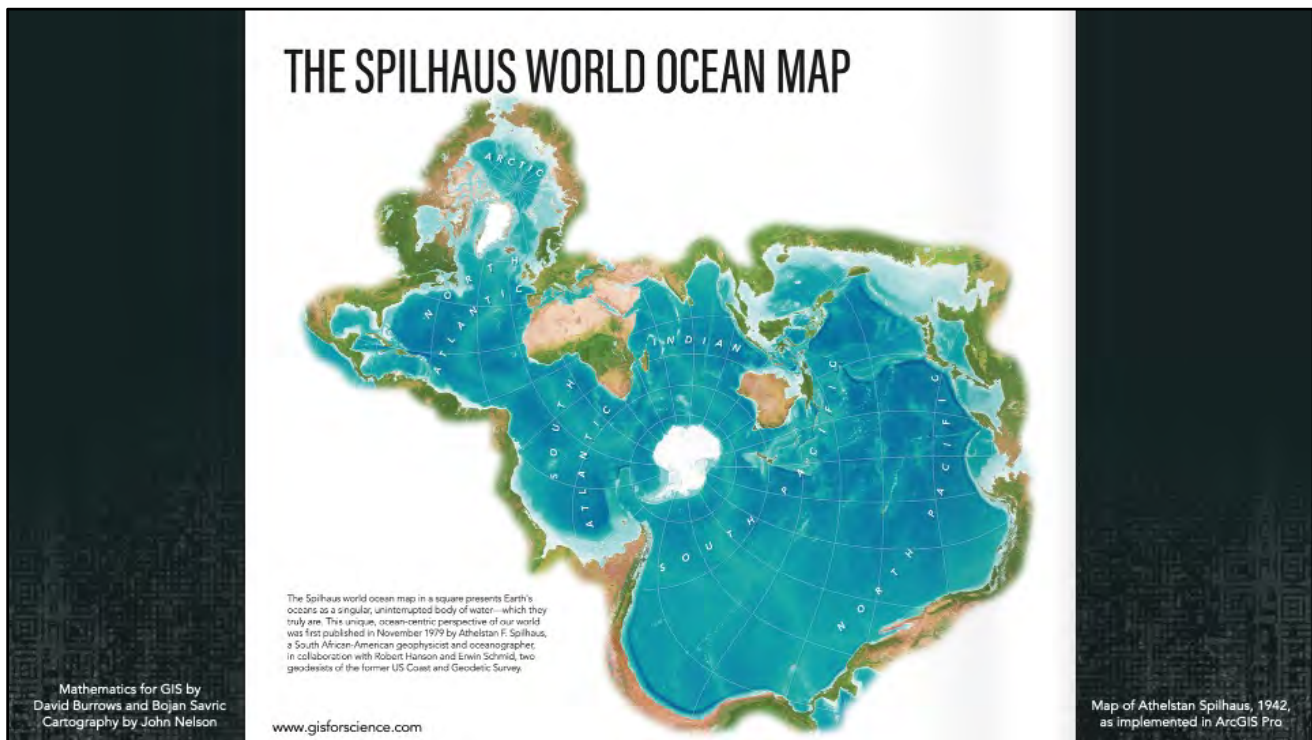 THE SPILHAUS WORLD OCEAN MAP
ARCTIC
NORTH
ATLANTIC
INDIAN
SOUTH
ATLANTIC
SOUTH PACIFIC
NORTH PACIFIC
The Spilhaus world ocean map in a square presents Earth's
oceans as a singular, uninterrupted body of water—which they
truly are. This unique, ocean-centric perspective of our world
was first published in November 1979 by Athelstan F. Spilhaus,
a South African-American geophysicist and oceanographer,
in collaboration with Robert Hanson and Erwin Schmid, two
geodesists of the former US Coast and Geodetic Survey.
www.gisforscience.com
Mathematics for GIS by
David Burrows and Bojan Savric
Cartography by John Nelson
Map of Athelstan Spilhaus, 1942,
as implemented in ArcGIS Pro